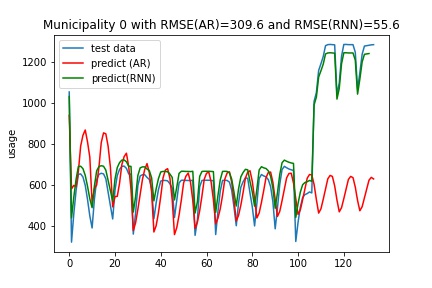 Municipality 0 with RMSE(AR)=309.6 and RMSE(RNN)=55.6
test data
predict (AR)
predict(RNN)
usage
1200
1000
800
600
400
0 20 40 60 80 100 120